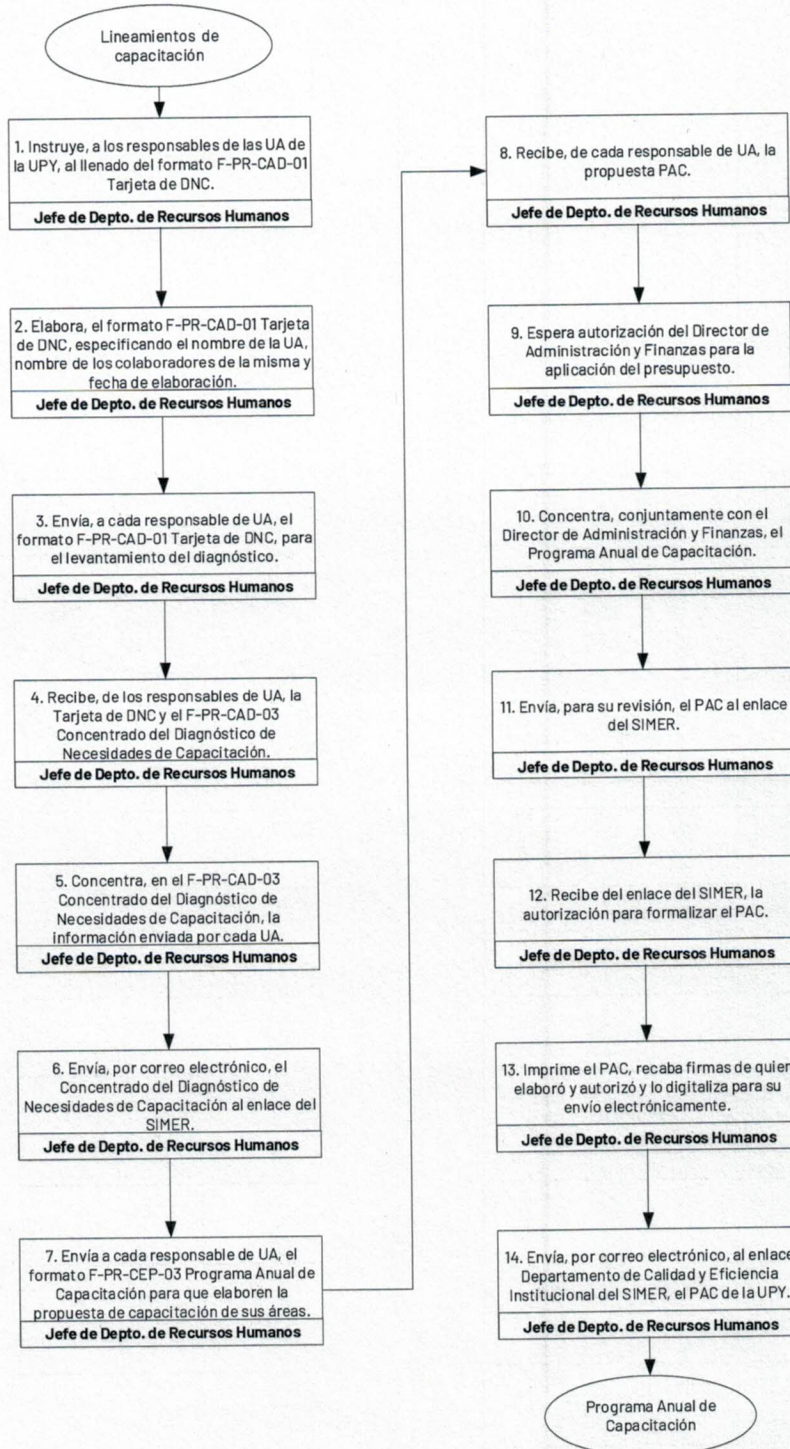 Lineamientos de
capacitación
1. Instruye, a los responsables de las UA de
la UPY, al llenado del formato F-PR-CAD-01
Tarjeta de DNC.
Jefe de Depto. de Recursos Humanos
2. Elabora, el formato F-PR-CAD-01 Tarjeta
de DNC, especificando el nombre de la UA,
nombre de los colaboradores de la misma y
fecha de elaboración.
Jefe de Depto. de Recursos Humanos
3. Envía, a cada responsable de UA, el
formato F-PR-CAD-01 Tarjeta de DNC, para
el levantamiento del diagnóstico.
Jefe de Depto. de Recursos Humanos
4. Recibe, de los responsables de UA, la
Tarjeta de DNC y el F-PR-CAD-03
Concentrado del Diagnóstico de
Necesidades de Capacitación.
Jefe de Depto. de Recursos Humanos
5. Concentra, en el F-PR-CAD-03
Concentrado del Diagnóstico de
Necesidades de Capacitación, la
información enviada por cada UA.
Jefe de Depto. de Recursos Humanos
6. Envía, por correo electrónico, el
Concentrado del Diagnóstico de
Necesidades de Capacitación al enlace del
SIMER.
Jefe de Depto. de Recursos Humanos
7. Envía a cada responsable de UA, el
formato F-PR-CEP-03 Programa Anual de
Capacitación para que elaboren la
propuesta de capacitación de sus áreas.
Jefe de Depto. de Recursos Humanos
8. Recibe, de cada responsable de UA, la
propuesta PAC.
Jefe de Depto. de Recursos Humanos
9. Espera autorización del Director de
Administración y Finanzas para la
aplicación del presupuesto.
Jefe de Depto. de Recursos Humanos
10. Concentra, conjuntamente con el
Director de Administración y Finanzas, el
Programa Anual de Capacitación.
Jefe de Depto. de Recursos Humanos
11. Envía, para su revisión, el PAC al enlace
del SIMER.
Jefe de Depto. de Recursos Humanos
12. Recibe del enlace del SIMER, la
autorización para formalizar el PAC.
Jefe de Depto. de Recursos Humanos
13. Imprime el PAC, recaba firmas de quien
elaboró y autorizó y lo digitaliza para su
envío electrónicamente.
Jefe de Depto. de Recursos Humanos
14. Envía, por correo electrónico, al enlace
Departamento de Calidad y Eficiencia
Institucional del SIMER, el PAC de la UPY.
Jefe de Depto. de Recursos Humanos
Programa Anual de
Capacitación